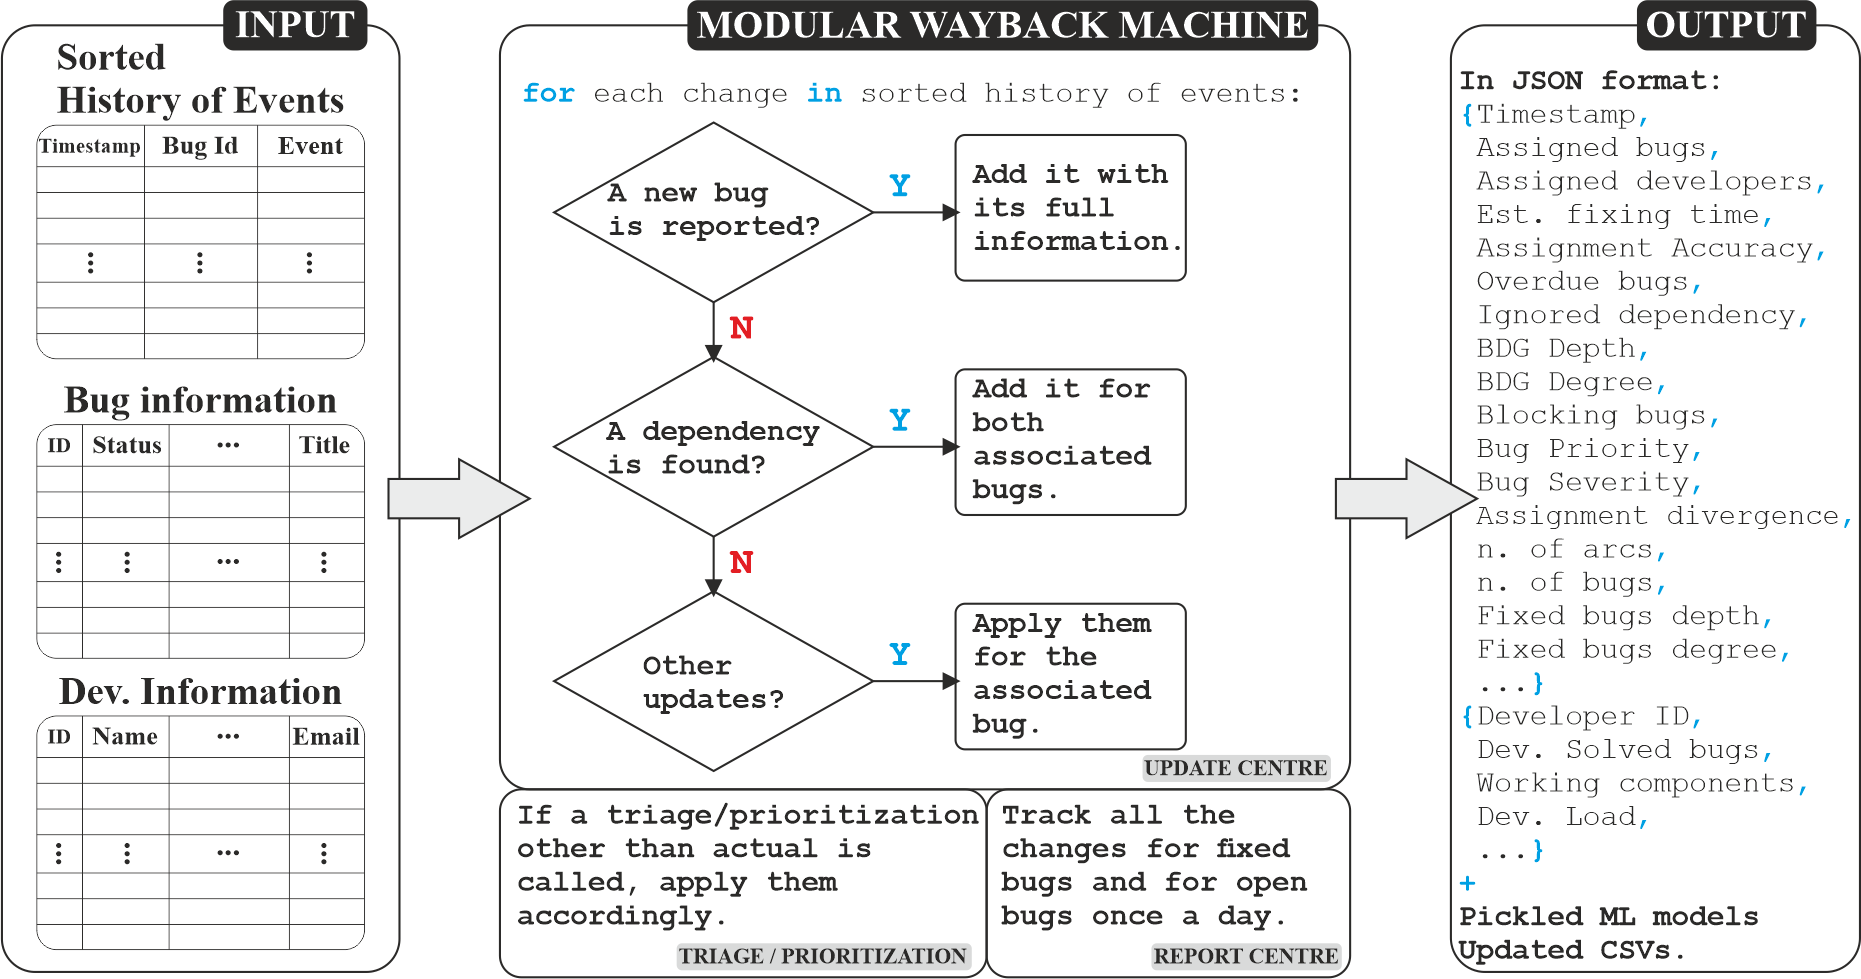 INPUT
Sorted
History of Events
Timestamp Bug Id Event
Bug information
ID Status ... Title
...
Dev. Information
ID Name ... Email
...
MODULAR WAYBACK MACHINE
for each change in sorted history of events:
A new bug
is reported?
Y
Add it with
its full
information.
N
A dependency
is found?
Y
Add it for
both
associated
bugs.
N
Other
updates?
Y
Apply them
for the
associated
bug.
UPDATE CENTRE
If a triage/prioritization
other than actual is
called, apply them
accordingly.
TRIAGE / PRIORITIZATION
Track all the
changes for fixed
bugs and for open
bugs once a day.
REPORT CENTRE
OUTPUT
In JSON format:
{Timestamp,
Assigned bugs,
Assigned developers,
Est. fixing time,
Assignment Accuracy,
Overdue bugs,
Ignored dependency,
BDG Depth,
BDG Degree,
Blocking bugs,
Bug Priority,
Bug Severity,
Assignment divergence,
n. of arcs,
n. of bugs,
Fixed bugs depth,
Fixed bugs degree,
...}
{Developer ID,
Dev. Solved bugs,
Working components,
Dev. Load,
...}
+
Pickled ML models
Updated CSVs.